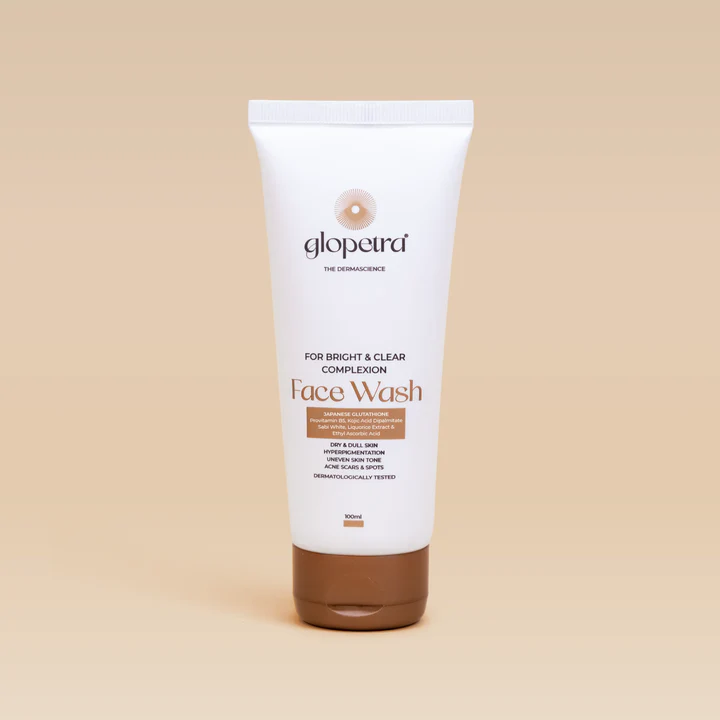 glopetra®
THE DERMASCIENCE
FOR BRIGHT & CLEAR
COMPLEXION
Face Wash
JAPANESE GLUTATHIONE
Provitamin B5, Kojic Acid Dipalmitate
Sabi White, Liquorice Extract &
Ethyl Ascorbic Acid
DRY & DULL SKIN
HYPERPIGMENTATION
UNEVEN SKIN TONE
ACNE SCARS & SPOTS
DERMATOLOGICALLY TESTED
100ml